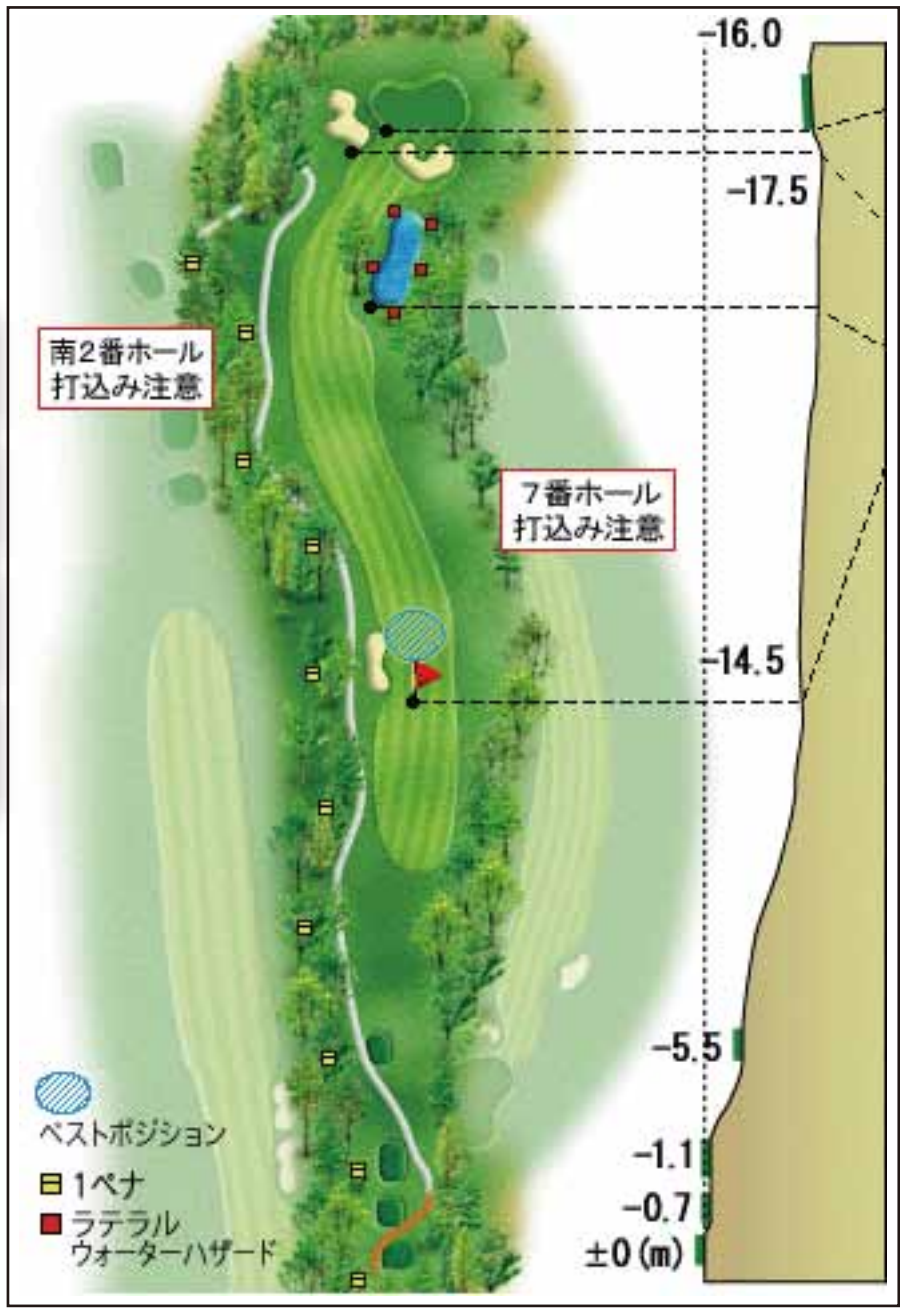 -16.0
-17.5
南2番ホール
打込み注意
7番ホール
打込み注意
-14.5
-5.5
ベストポジション
-1.1
1ペナ
-0.7
ラテラル
ウォーターハザード
±0(m)